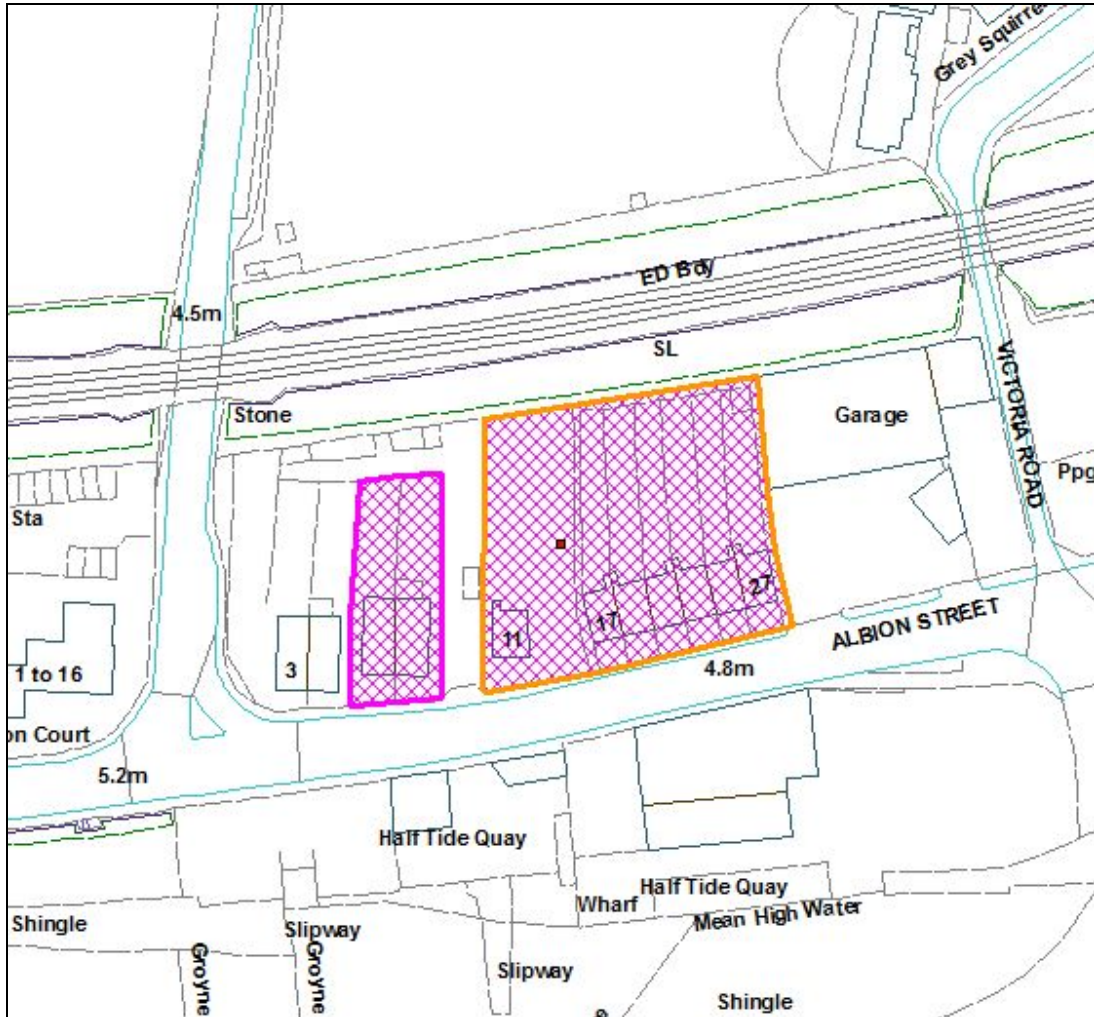 Grey Squirre
ED Bdy
4.5m
SL
Stone
Garage
VICTORIA ROAD
Ppg
Sta
27
17
11
ALBION STREET
3
4.8m
1 to 16
on Court
5.2m
Half Tide Quay
Half Tide Quay
Wharf
Mean High Water
Shingle
Slipway
Groyne
Groyne
Slipway
Shingle